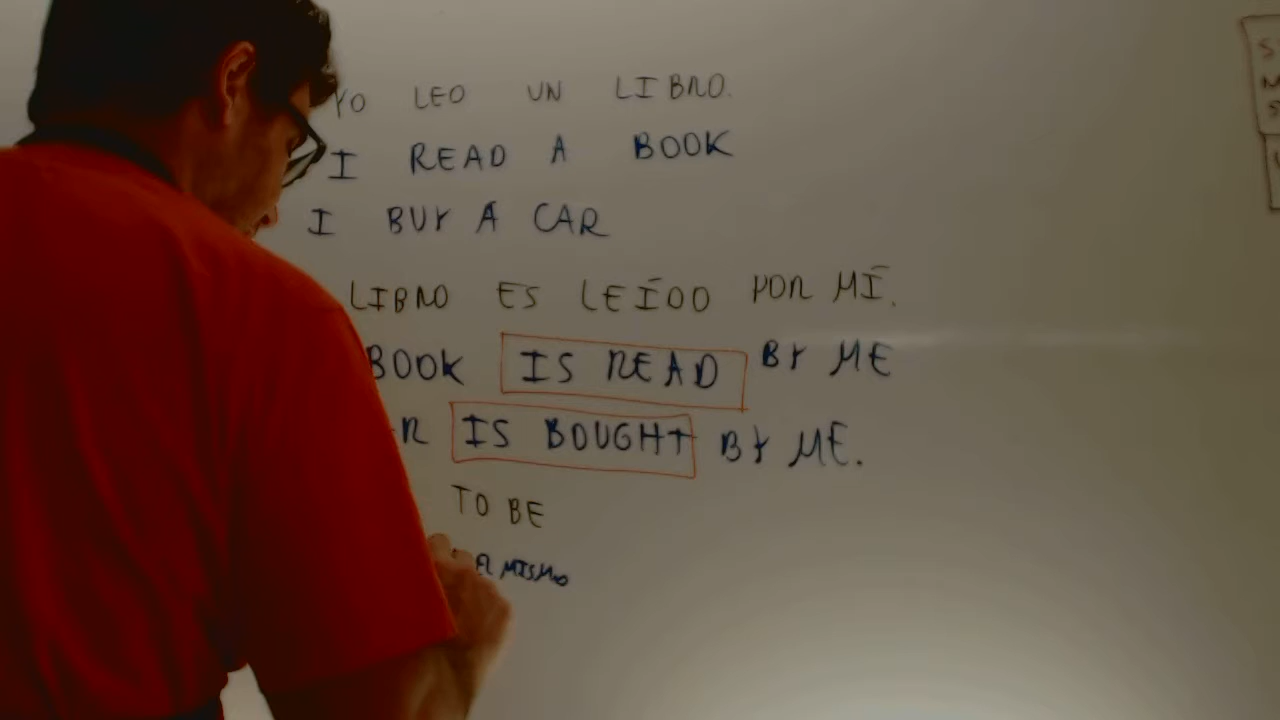 YO LEO UN LIBRO.
I READ A BOOK
I BUY A CAR
LIBRO ES LEÍDO POR MÍ.
BOOK IS READ BY ME
IS BOUGHT BY ME.
TO BE
MISMO
S
M
S